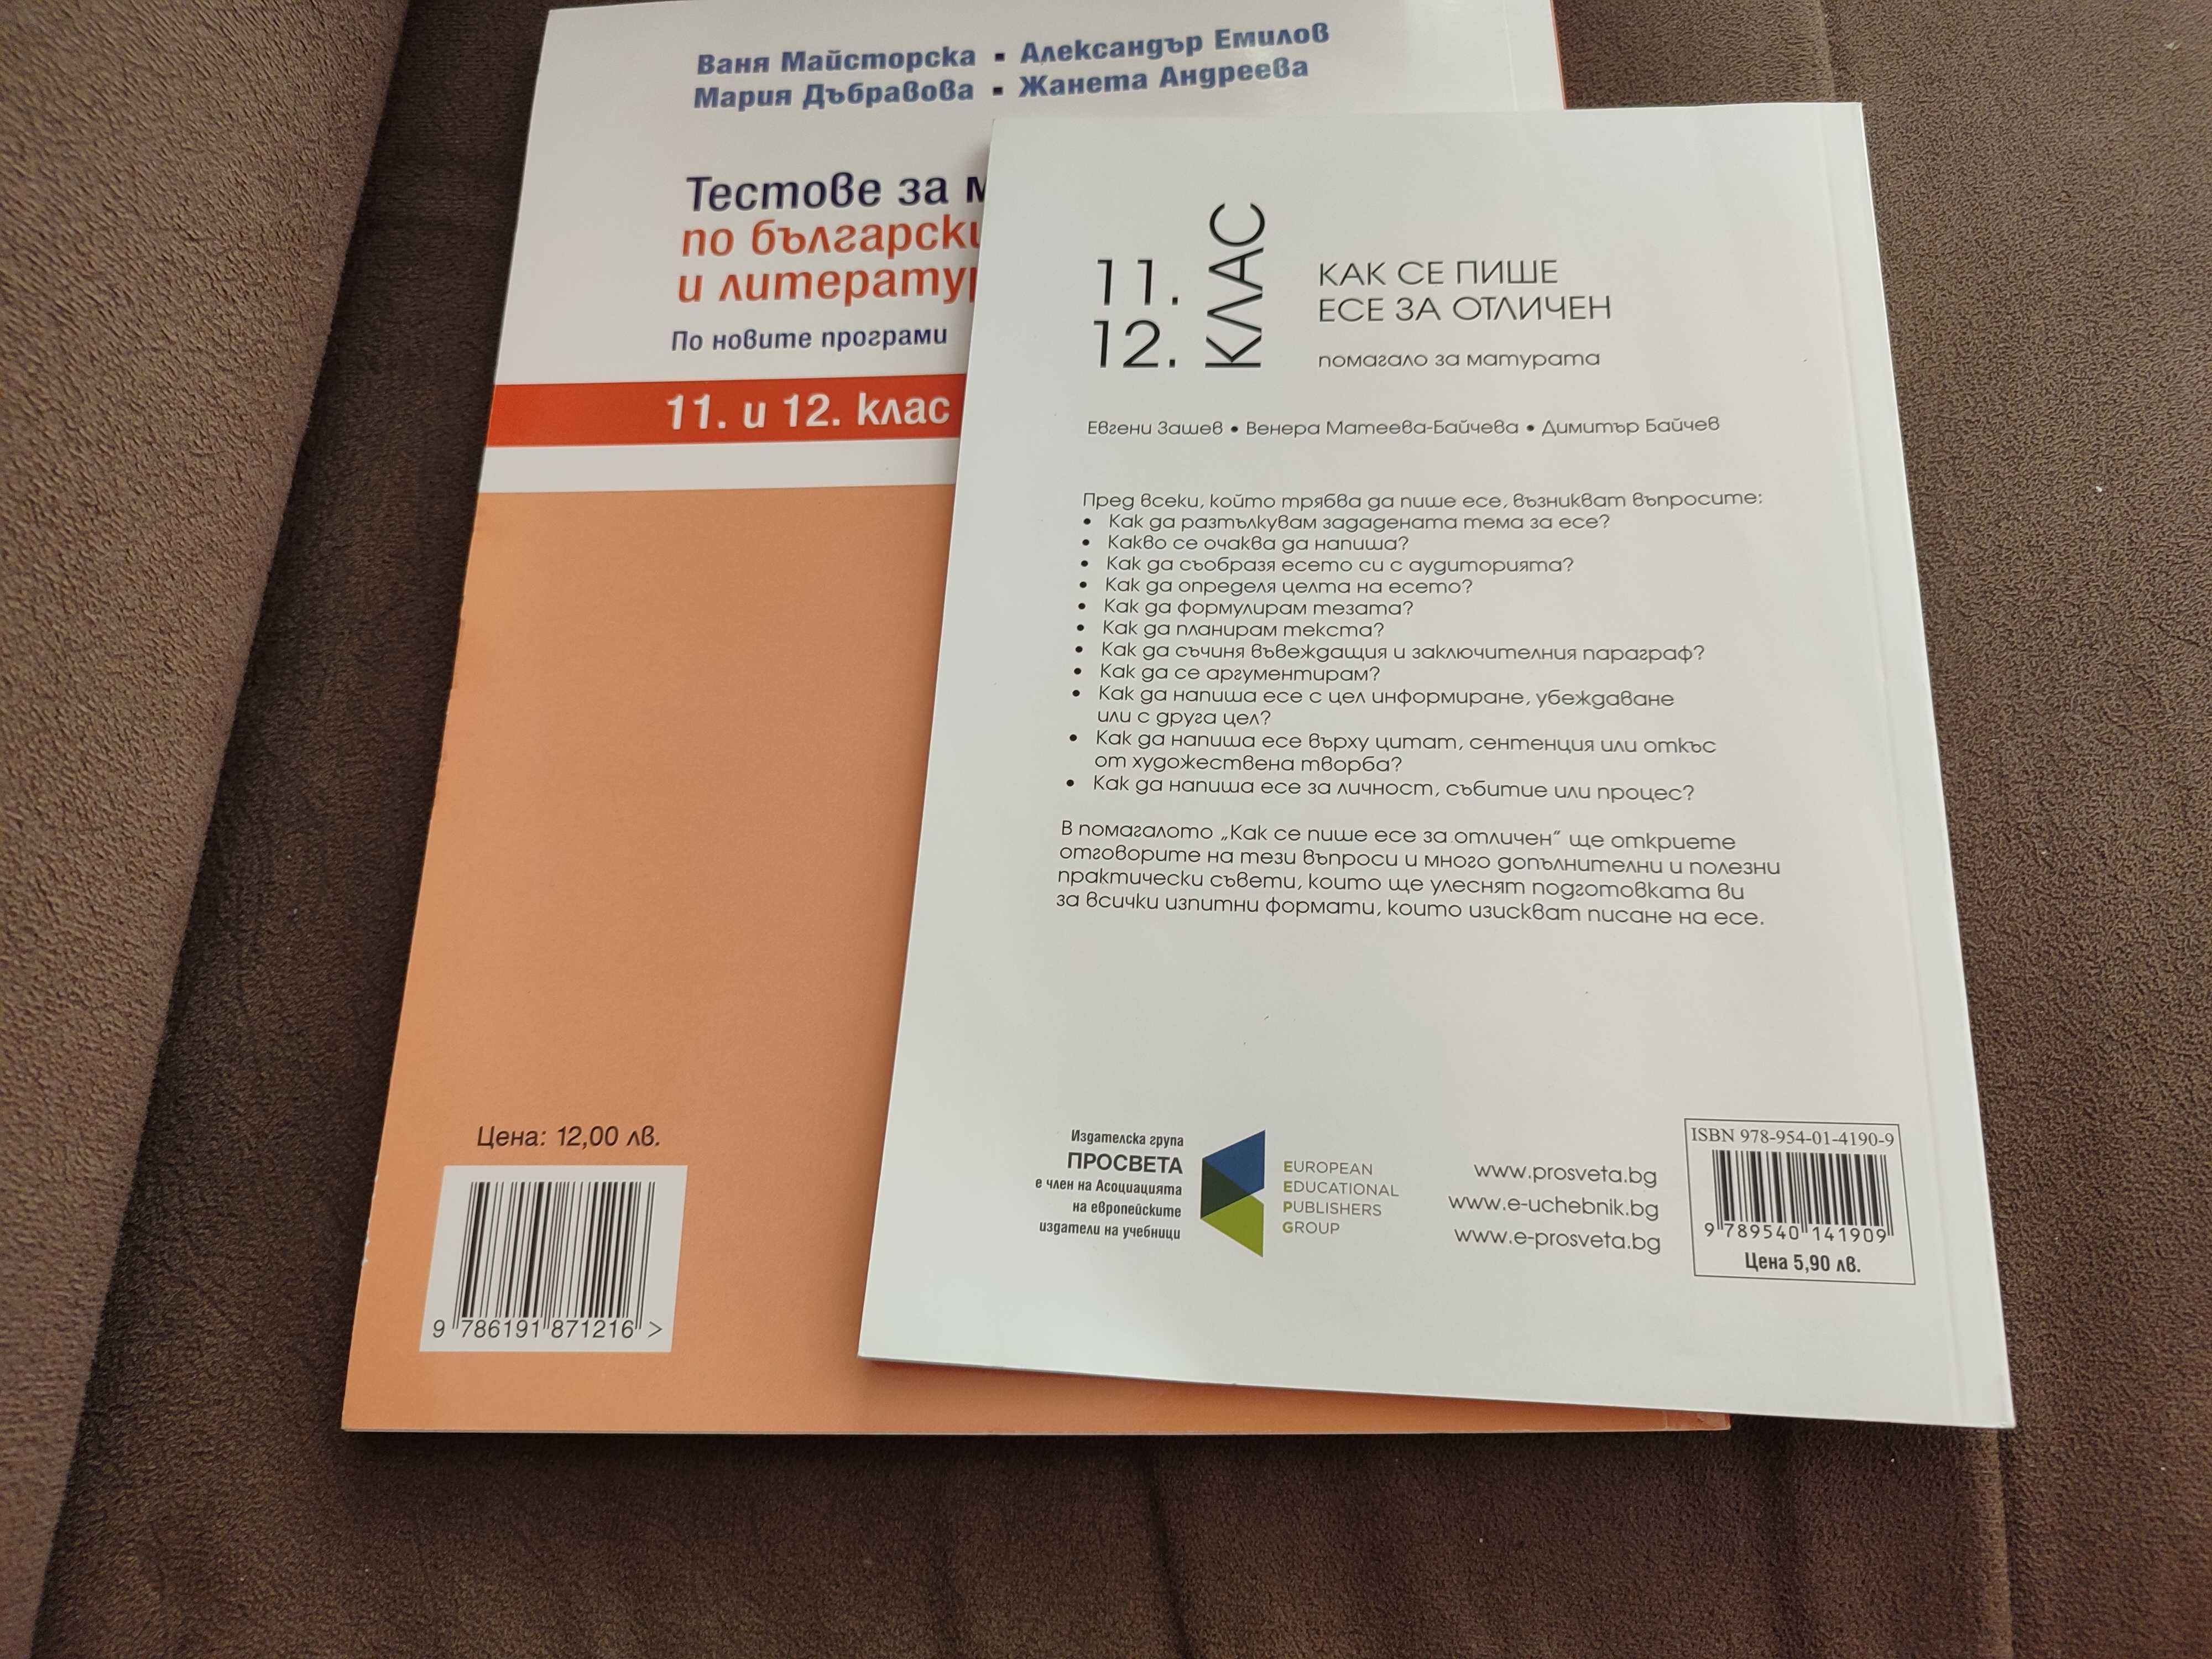 Ваня Майсторска ▪ Александър Емилов
Мария Дъбравова ▪ Жанета Андреева
Тестове за
по български
и литератур
По новите програми
11. и 12. клас
Цена: 12,00 лв.
9 786191 871216 >
11.
12.
КЛАС
КАК СЕ ПИШЕ
ЕСЕ ЗА ОТЛИЧЕН
помагало за матурата
Евгени Зашев • Венера Матеева-Байчева • Димитър Байчев
Пред всеки, който трябва да пише есе, възникват въпросите:
• Как да разтълкувам зададената тема за есе?
• Какво се очаква да напиша?
• Как да съобразя есето си с аудиторията?
• Как да определя целта на есето?
• Как да формулирам тезата?
• Как да планирам текста?
• Как да съчиня въвеждащия и заключителния параграф?
• Как да се аргументирам?
• Как да напиша есе с цел информиране, убеждаване
или с друга цел?
• Как да напиша есе върху цитат, сентенция или откъс
от художествена творба?
• Как да напиша есе за личност, събитие или процес?
В помагалото „Как се пише есе за отличен“ ще откриете
отговорите на тези въпроси и много допълнителни и полезни
практически съвети, които ще улеснят подготовката ви
за всички изпитни формати, които изискват писане на есе.
Издателска група
ПРОСВЕТА
е член на Асоциацията
на европейските
издатели на учебници
EUROPEAN
EDUCATIONAL
PUBLISHERS
GROUP
www.prosveta.bg
www.e-uchebnik.bg
www.e-prosveta.bg
ISBN 978-954-01-4190-9
9 789540 141909
Цена 5,90 лв.